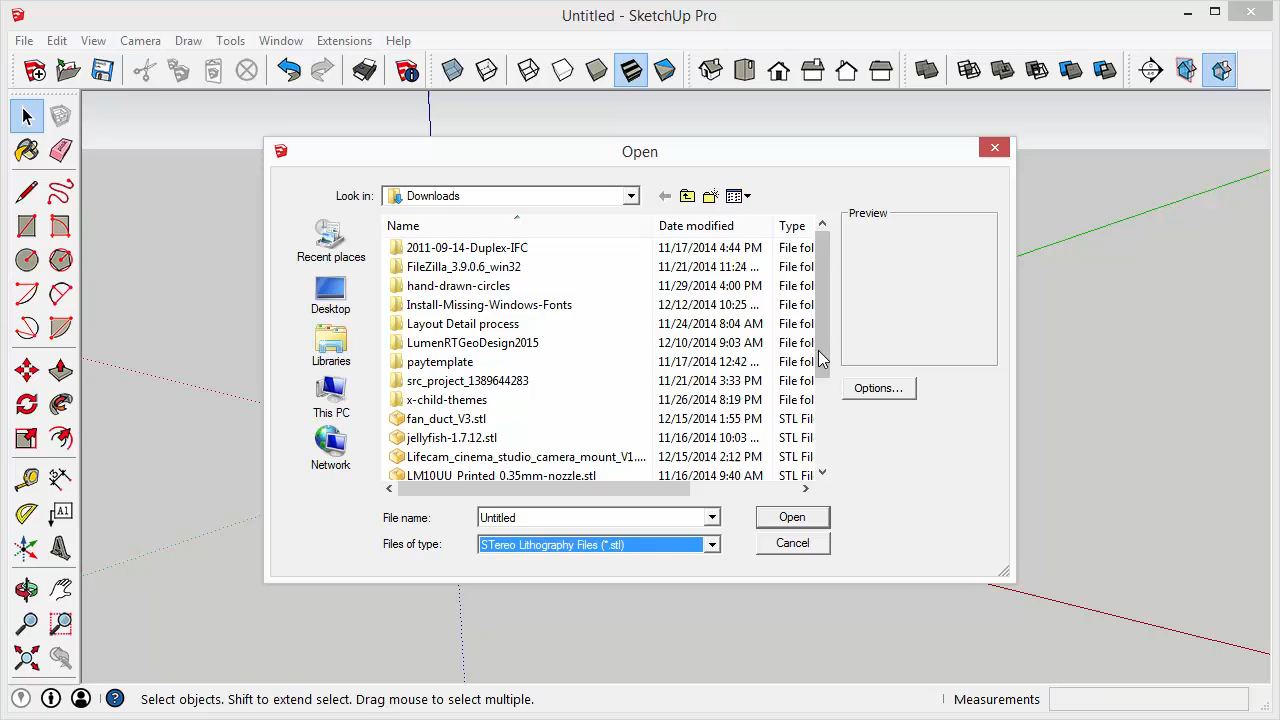 Untitled - SketchUp Pro
File Edit View Camera Draw Tools Window Extensions Help
Open
Look in: Downloads
Recent places
Desktop
Libraries
This PC
Network
Name Date modified Type
2011-09-14-Duplex-IFC 11/17/2014 4:44 PM File fol
FileZilla_3.9.0.6_win32 11/21/2014 11:24 ... File fol
hand-drawn-circles 11/29/2014 4:00 PM File fol
Install-Missing-Windows-Fonts 12/12/2014 10:25 ... File fol
Layout Detail process 11/24/2014 8:04 AM File fol
LumenRTGeoDesign2015 12/10/2014 9:03 AM File fol
paytemplate 11/17/2014 12:42 ... File fol
src_project_1389644283 11/21/2014 3:33 PM File fol
x-child-themes 11/26/2014 8:19 PM File fol
fan_duct_V3.stl 12/15/2014 1:55 PM STL Fil
jellyfish-1.7.12.stl 11/16/2014 10:03 ... STL Fil
Lifecam_cinema_studio_camera_mount_V1.... 12/15/2014 2:12 PM STL Fil
LM10UU_Printed_0.35mm-nozzle.stl 11/16/2014 9:40 AM STL Fil
Preview
Options...
File name: Untitled Open
Files of type: STereo Lithography Files (*.stl) Cancel
A1
Select objects. Shift to extend select. Drag mouse to select multiple. Measurements